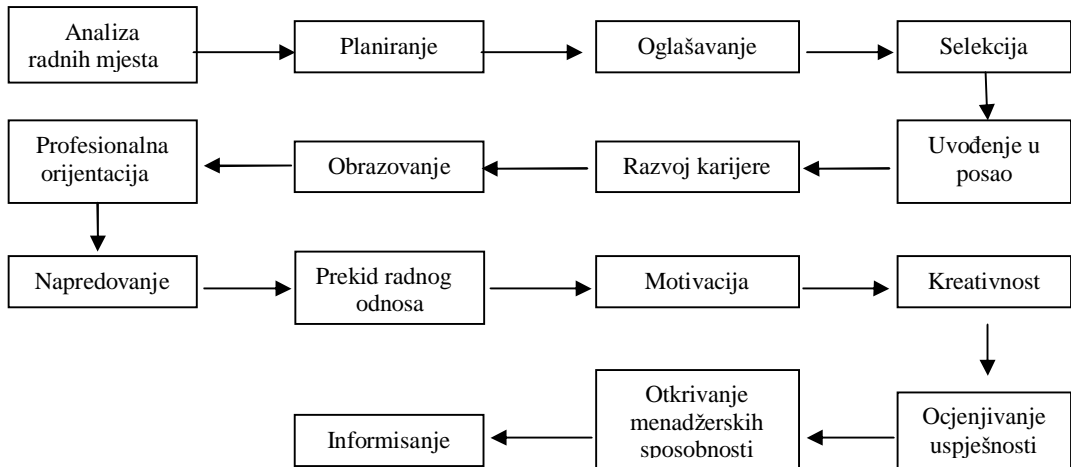 Analiza
radnih mjesta
Planiranje
Oglašavanje
Selekcija
Uvođenje u
posao
Razvoj karijere
Obrazovanje
Profesionalna
orijentacija
Napredovanje
Prekid radnog
odnosa
Motivacija
Kreativnost
Ocjenjivanje
uspješnosti
Otkrivanje
menadžerskih
sposobnosti
Informisanje